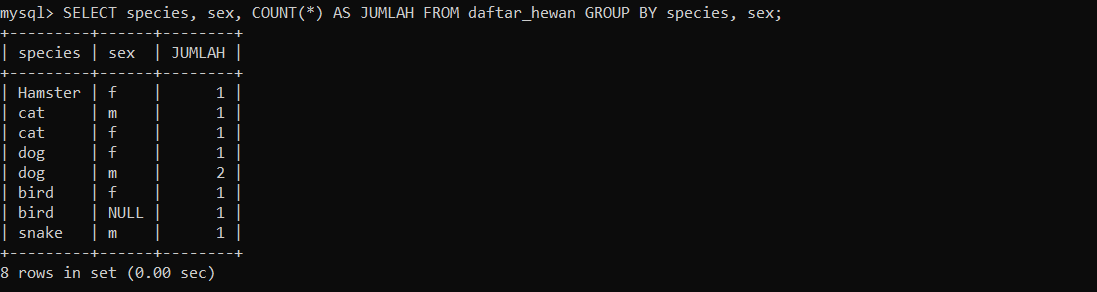 mysql> SELECT species, sex, COUNT(*) AS JUMLAH FROM daftar_hewan GROUP BY species, sex;
+---------+------+--------+
| species | sex  | JUMLAH |
+---------+------+--------+
| Hamster | f    |      1 |
| cat     | m    |      1 |
| cat     | f    |      1 |
| dog     | f    |      1 |
| dog     | m    |      2 |
| bird    | f    |      1 |
| bird    | NULL |      1 |
| snake   | m    |      1 |
+---------+------+--------+
8 rows in set (0.00 sec)